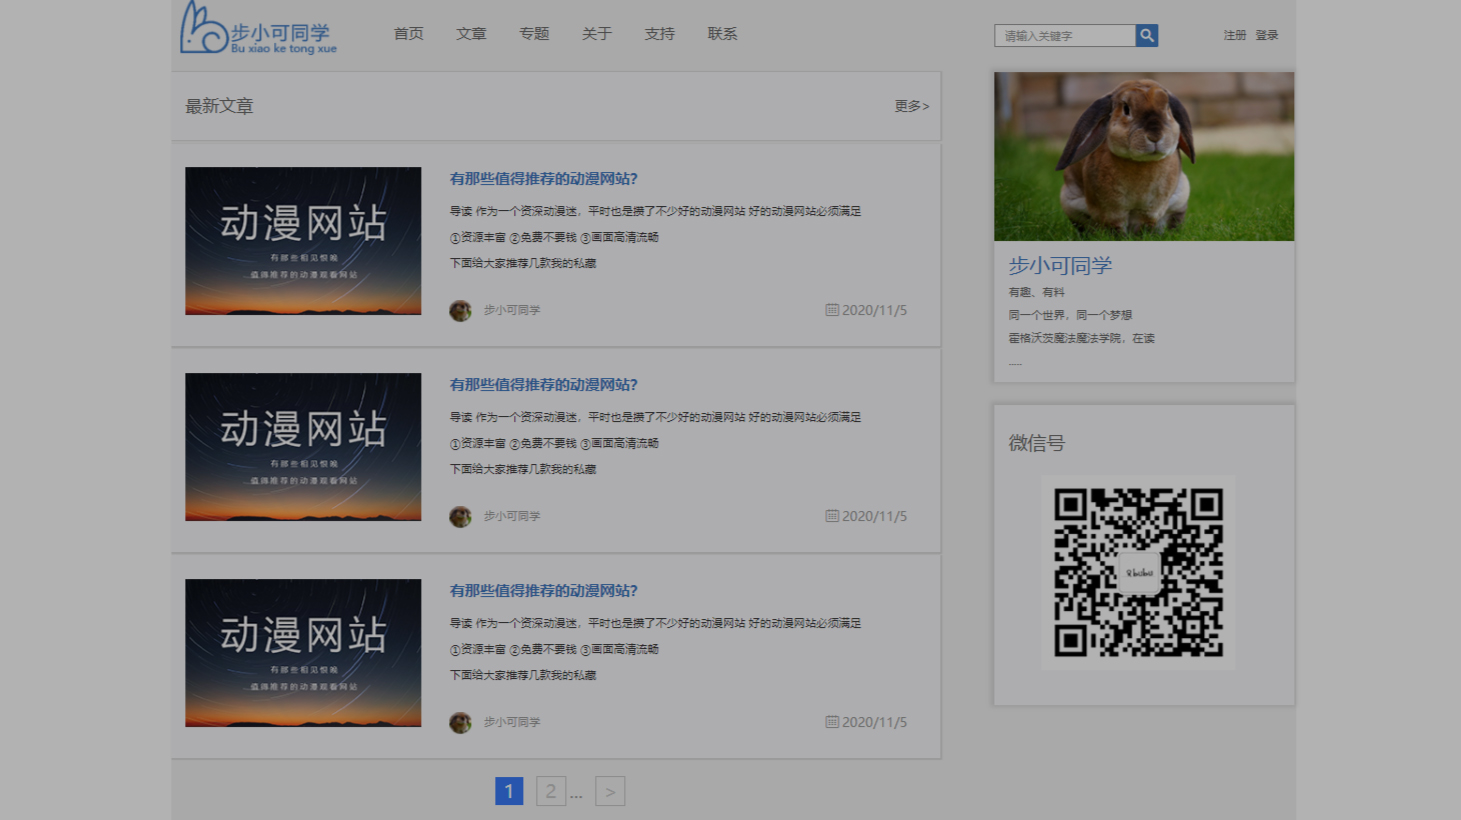 步小可同学
Bu xiao ke tong xue
首页 文章 专题 关于 支持 联系
请输入关键字
注册 登录
最新文章
更多>
动漫网站
有那些相见恨晚
值得推荐的动漫观看网站
有那些值得推荐的动漫网站?
导读 作为一个资深动漫迷，平时也是攒了不少好的动漫网站 好的动漫网站必须满足
①资源丰富 ②免费不要钱 ③画面高清流畅
下面给大家推荐几款我的私藏
步小可同学
2020/11/5
动漫网站
有那些相见恨晚
值得推荐的动漫观看网站
有那些值得推荐的动漫网站?
导读 作为一个资深动漫迷，平时也是攒了不少好的动漫网站 好的动漫网站必须满足
①资源丰富 ②免费不要钱 ③画面高清流畅
下面给大家推荐几款我的私藏
步小可同学
2020/11/5
动漫网站
有那些相见恨晚
值得推荐的动漫观看网站
有那些值得推荐的动漫网站?
导读 作为一个资深动漫迷，平时也是攒了不少好的动漫网站 好的动漫网站必须满足
①资源丰富 ②免费不要钱 ③画面高清流畅
下面给大家推荐几款我的私藏
步小可同学
2020/11/5
1 2 ... >
步小可同学
有趣、有料
同一个世界，同一个梦想
霍格沃茨魔法魔法学院，在读
.....
微信号